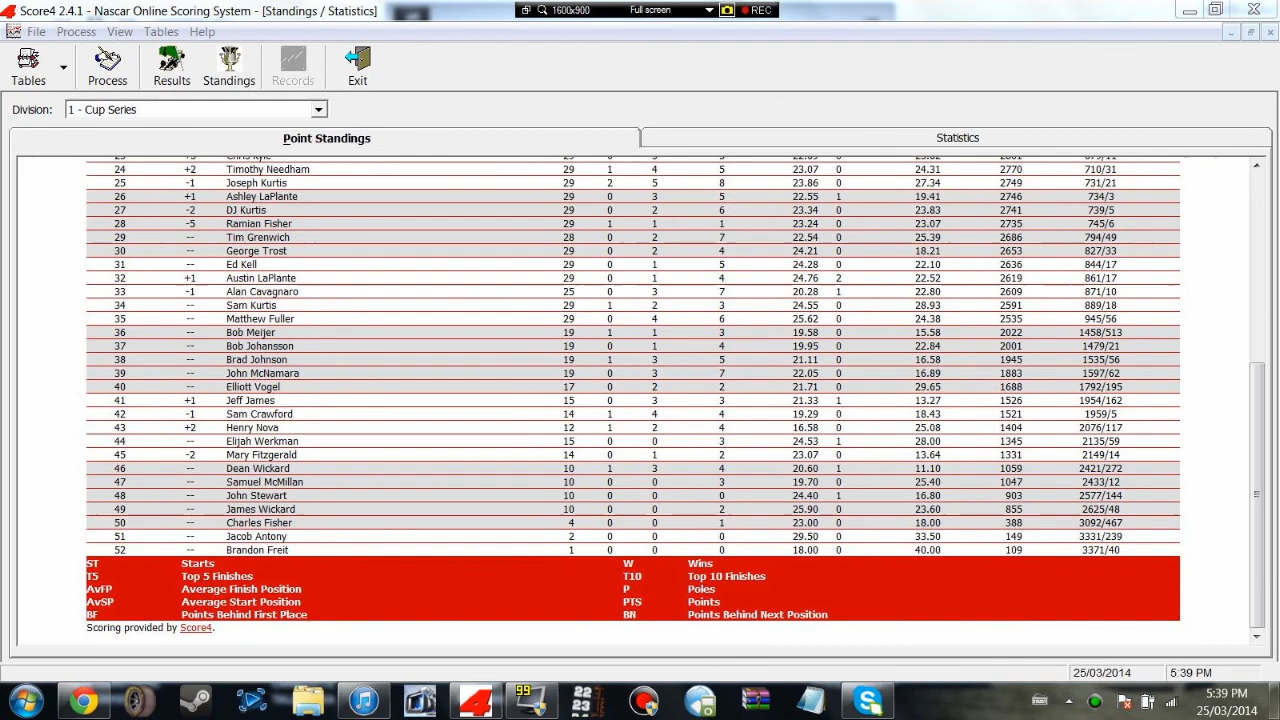 Score4 2.4.1 - Nascar Online Scoring System - [Standings / Statistics]
1600x900 Full screen REC
File Process View Tables Help
Tables Process Results Standings Records Exit
Division: 1 - Cup Series
Point Standings Statistics
24 +2 Timothy Needham 29 1 4 5 23.07 0 24.31 2770 710/31
25 -1 Joseph Kurtis 29 2 5 8 23.86 0 27.34 2749 731/21
26 +1 Ashley LaPlante 29 0 3 5 22.55 1 19.41 2746 734/3
27 -2 DJ Kurtis 29 0 2 6 23.34 0 23.83 2741 739/5
28 -5 Ramian Fisher 29 1 1 1 23.24 0 23.07 2735 745/6
29 -- Tim Grenwich 28 0 2 7 22.54 1 25.39 2686 794/49
30 -- George Trost 29 0 2 4 24.21 0 18.21 2653 827/33
31 -- Ed Kell 29 0 1 5 24.28 0 22.10 2636 844/17
32 +1 Austin LaPlante 29 0 1 4 24.76 2 22.52 2619 861/17
33 -1 Alan Cavagnaro 25 0 3 7 20.28 1 22.80 2609 871/10
34 -- Sam Kurtis 29 1 2 3 24.55 0 28.93 2591 889/18
35 -- Matthew Fuller 29 0 4 6 25.62 0 24.38 2535 945/56
36 -- Bob Meijer 19 1 1 3 19.58 0 15.58 2022 1458/513
37 -- Bob Johansson 19 0 1 4 19.95 0 22.84 2001 1479/21
38 -- Brad Johnson 19 1 3 5 21.11 0 16.58 1945 1535/56
39 -- John McNamara 19 0 3 7 22.05 0 16.89 1883 1597/62
40 -- Elliott Vogel 17 0 2 2 21.71 0 29.65 1688 1792/195
41 +1 Jeff James 15 0 3 3 21.33 1 13.27 1526 1954/162
42 -1 Sam Crawford 14 1 4 4 19.29 0 18.43 1521 1959/5
43 +2 Henry Nova 12 1 2 4 16.58 0 25.08 1404 2076/117
44 -- Elijah Werkman 15 0 0 3 24.53 1 28.00 1345 2135/59
45 -2 Mary Fitzgerald 14 0 1 2 23.07 0 13.64 1331 2149/14
46 -- Dean Wickard 10 1 3 4 20.60 1 11.10 1059 2421/272
47 -- Samuel McMillan 10 0 0 3 19.70 0 25.40 1047 2433/12
48 -- John Stewart 10 0 0 0 24.40 1 16.80 903 2577/144
49 -- James Wickard 10 0 0 2 25.90 0 23.60 855 2625/48
50 -- Charles Fisher 4 0 0 1 23.00 0 18.00 388 3092/467
51 -- Jacob Antony 2 0 0 0 29.50 0 33.50 149 3331/239
52 -- Brandon Freit 1 0 0 0 18.00 0 40.00 109 3371/40
ST Starts W Wins
T5 Top 5 Finishes T10 Top 10 Finishes
AvFP Average Finish Position P Poles
AvSP Average Start Position PTS Points
BF Points Behind First Place BN Points Behind Next Position
Scoring provided by Score4.
25/03/2014 5:39 PM
99
22
23
5:39 PM
25/03/2014